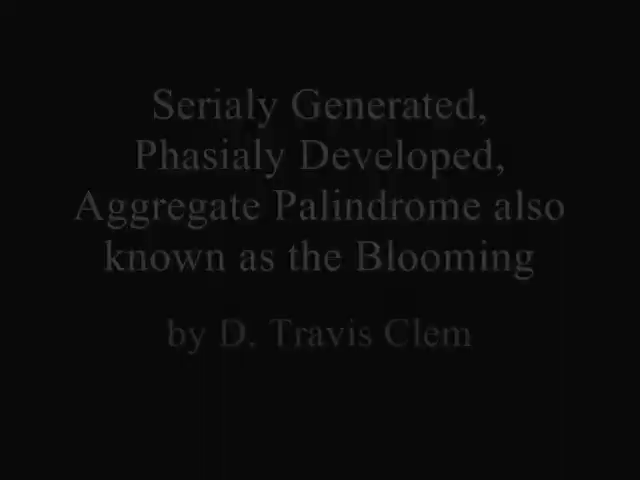 Serialy Generated,
Phasialy Developed,
Aggregate Palindrome also
known as the Blooming
by D. Travis Clem